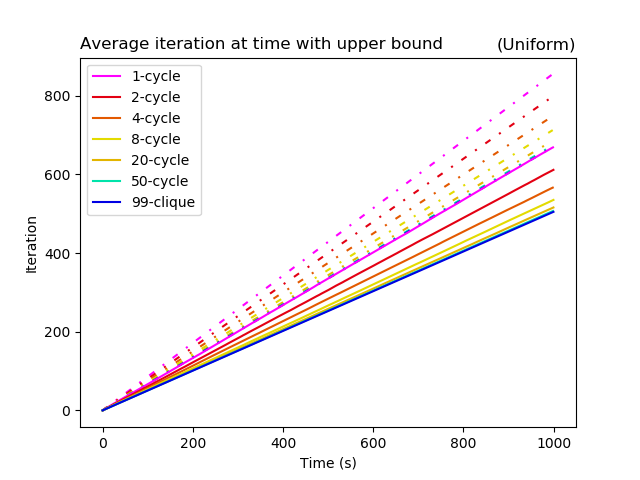 Average iteration at time with upper bound (Uniform)
1-cycle
2-cycle
4-cycle
8-cycle
20-cycle
50-cycle
99-clique
800
600
400
200
0
Iteration
0 200 400 600 800 1000
Time (s)